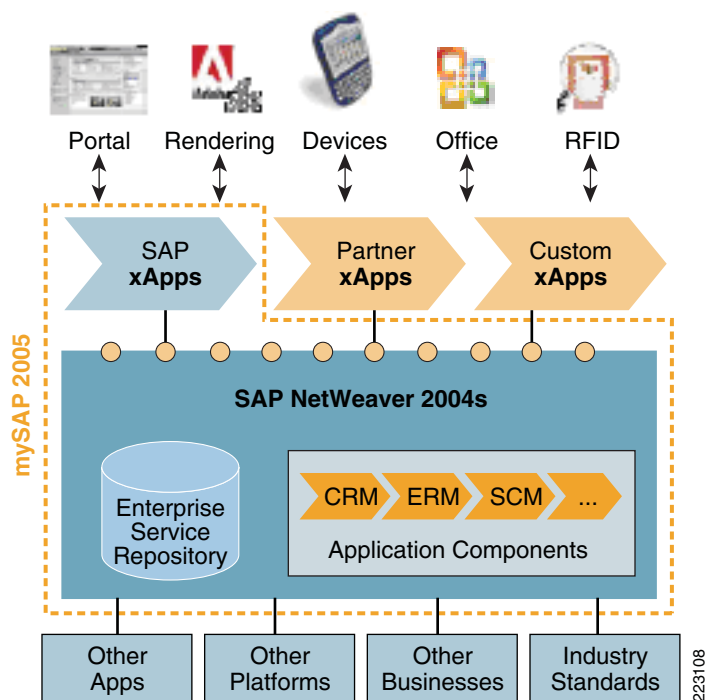 Adobe
Portal Rendering Devices Office RFID
SAP Partner Custom
xApps xApps xApps
mySAP 2005
SAP NetWeaver 2004s
Enterprise
Service
Repository
CRM ERM SCM ...
Application Components
Other Other Other Industry
Apps Platforms Businesses Standards
223108